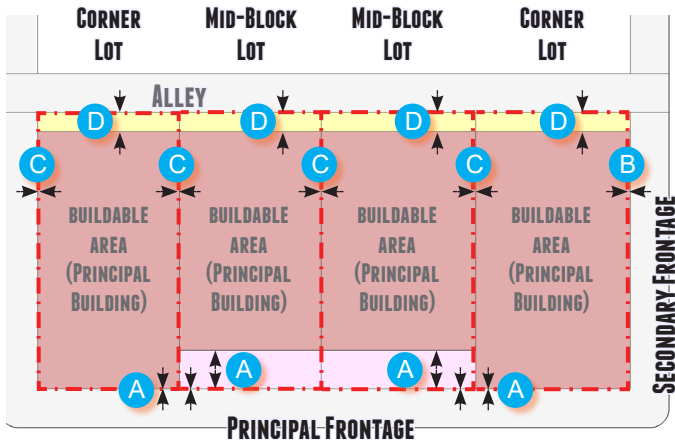 Corner Lot
Mid-Block Lot
Mid-Block Lot
Corner Lot
Alley
D
D
D
D
C
C
C
C
B
buildable area (Principal Building)
buildable area (Principal Building)
buildable area (Principal Building)
buildable area (Principal Building)
Secondary Frontage
A
A
A
A
Principal Frontage